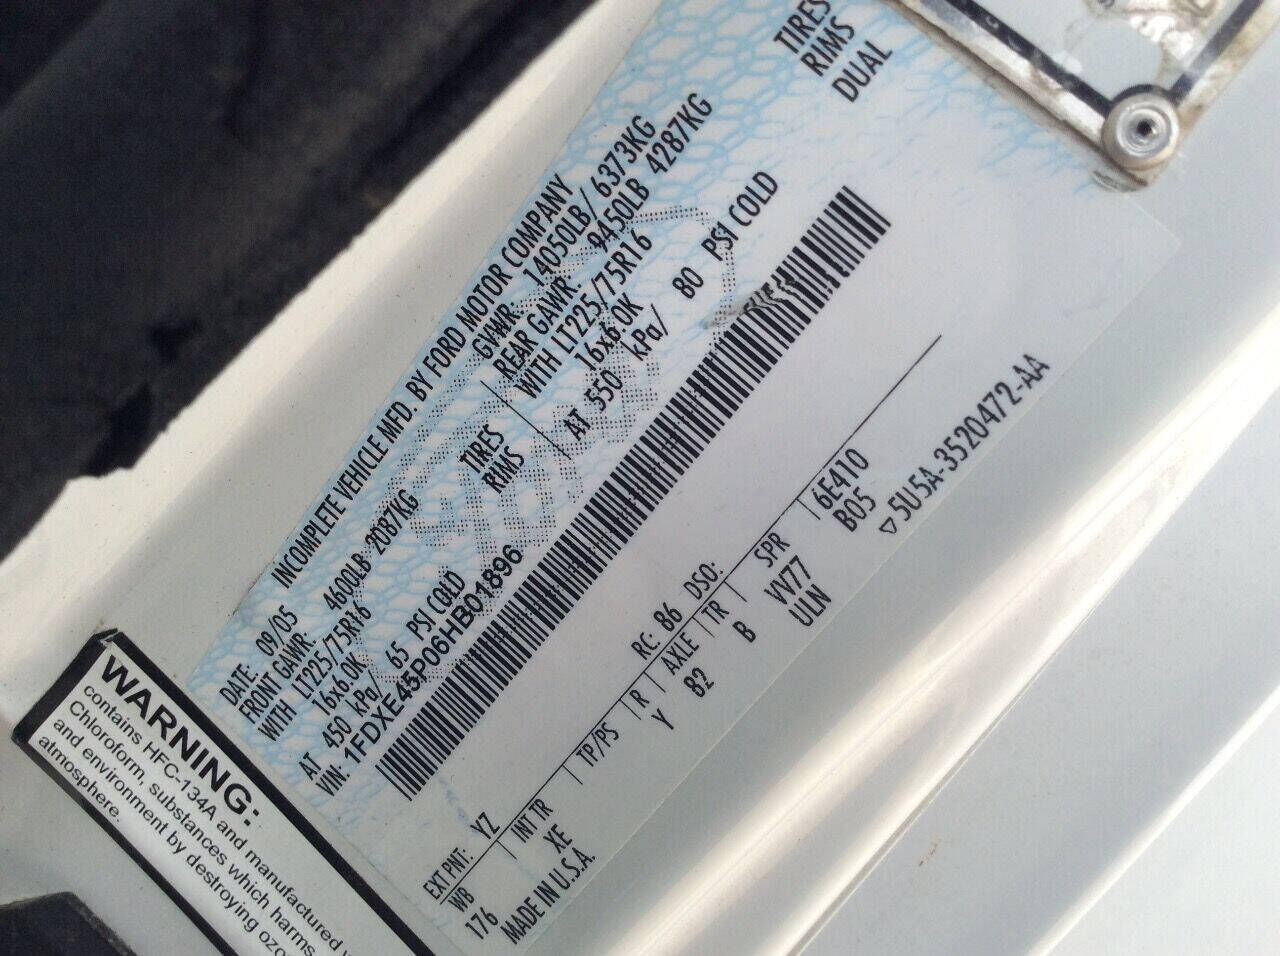 INCOMPLETE VEHICLE MFD. BY FORD MOTOR COMPANY
DATE: 09/05 GVWR: 14050LB/ 6373KG
FRONT GAWR: 4600LB 2087KG REAR GAWR: 9450LB 4287KG
WITH LT225/75R16 TIRES WITH LT225/75R16 TIRES
16x6.0K RIMS 16x6.0K RIMS
AT 450 kPa/ 65 PSI COLD AT 550 kPa/ 80 PSI COLD DUAL
VIN: 1FDXE45P06HB01896
EXT PNT: YZ RC: 86 DSO:
WB INT TR TP/PS R AXLE TR SPR
176 XE Y 82 B VV77 6E410
MADE IN U.S.A. ULN B05
▽ 5U5A-3520472-AA
WARNING:
contains HFC-134A and manufactured
Chloroform, substances which harms
and environment by destroying
atmosphere.